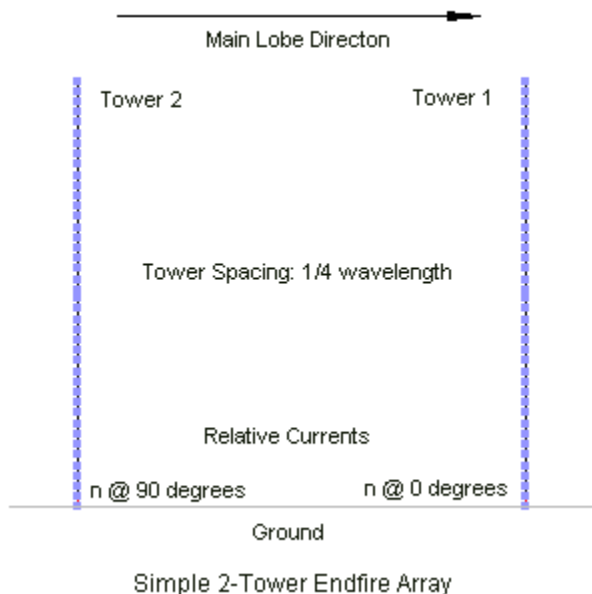 Main Lobe Directon
Tower 2
Tower 1
Tower Spacing: 1/4 wavelength
Relative Currents
n @ 90 degrees
n @ 0 degrees
Ground
Simple 2-Tower Endfire Array